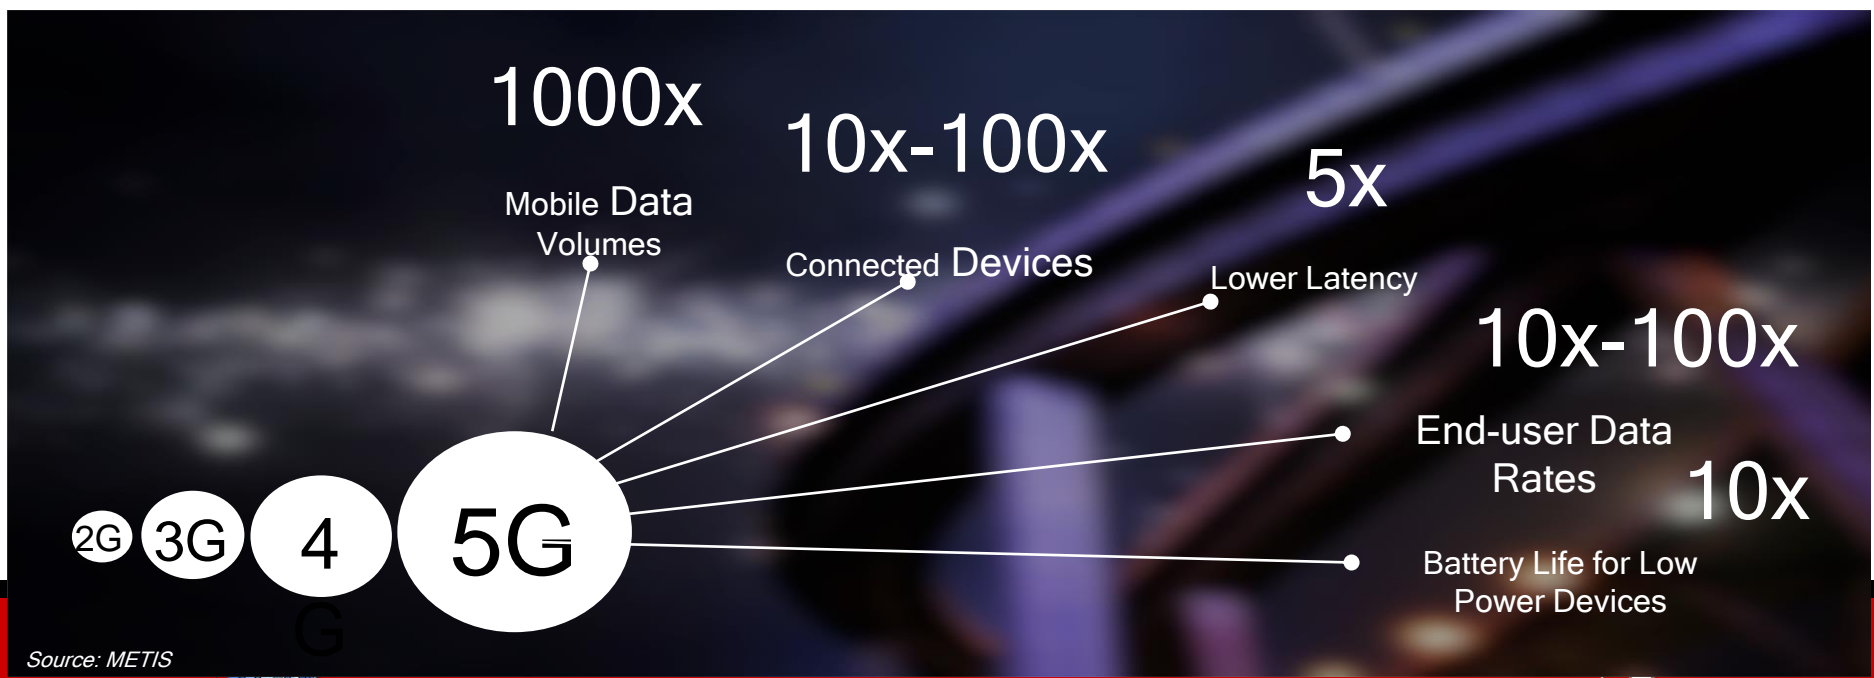 1000x
Mobile Data
Volumes
10x-100x
Connected Devices
5x
Lower Latency
10x-100x
End-user Data
Rates
10x
Battery Life for Low
Power Devices
2G
3G
4
G
5G
Source: METIS